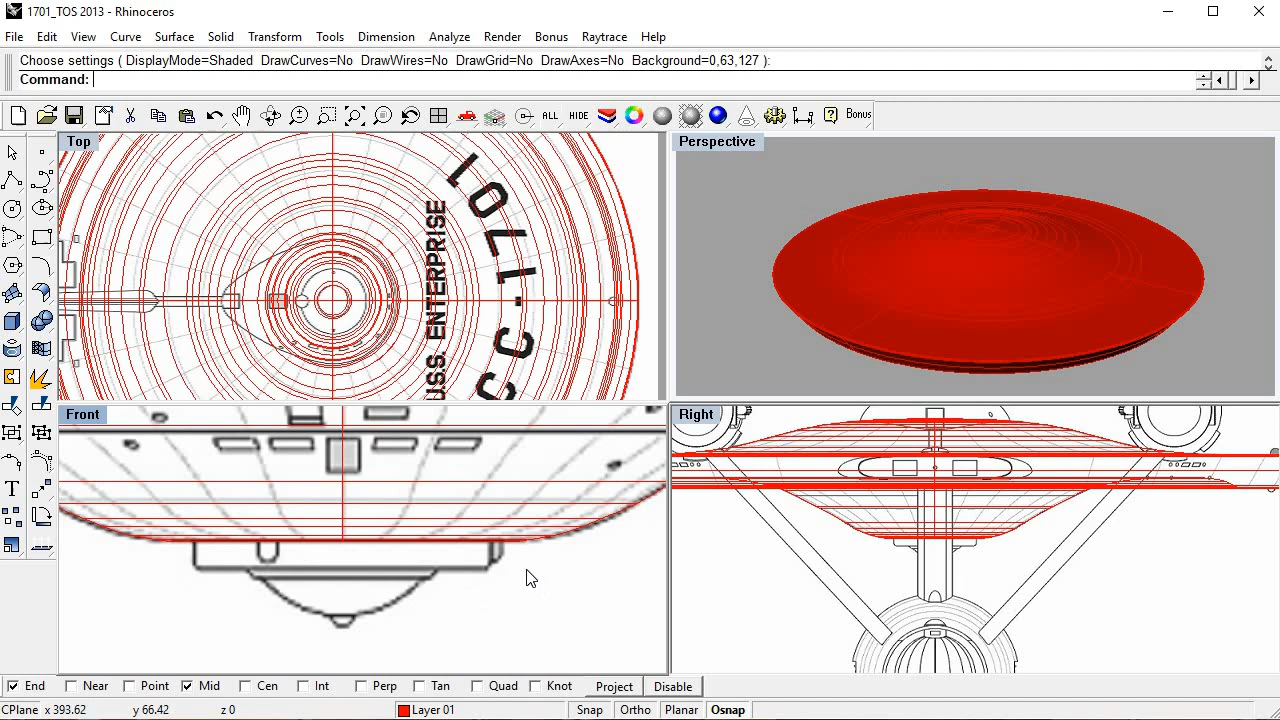 1701_TOS 2013 - Rhinoceros
File Edit View Curve Surface Solid Transform Tools Dimension Analyze Render Bonus Raytrace Help
Choose settings ( DisplayMode=Shaded DrawCurves=No DrawWires=No DrawGrid=No DrawAxes=No Background=0,63,127 ):
Command:
ALL HIDE Bonus
Top
Perspective
1701
U.S.S. ENTERPRISE
CC
Front
Right
T
End Near Point Mid Cen Int Perp Tan Quad Knot Project Disable
CPlane x 393.62 y 66.42 z 0 Layer 01 Snap Ortho Planar Osnap